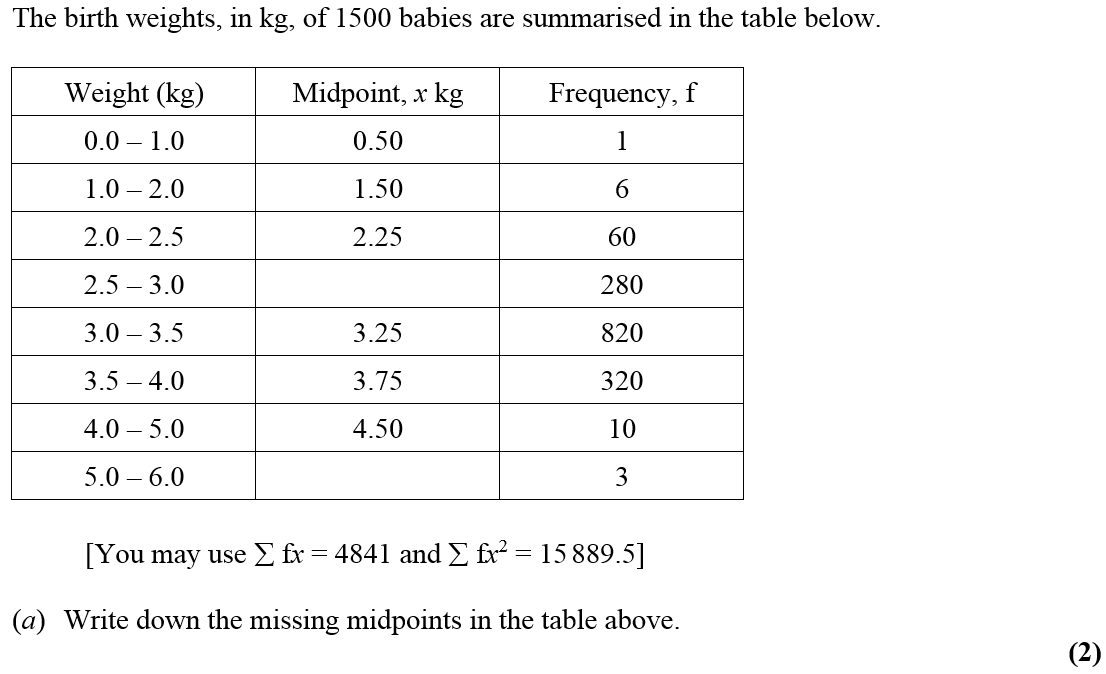 The birth weights, in kg, of 1500 babies are summarised in the table below.
Weight (kg) Midpoint, x kg Frequency, f
0.0 – 1.0 0.50 1
1.0 – 2.0 1.50 6
2.0 – 2.5 2.25 60
2.5 – 3.0 280
3.0 – 3.5 3.25 820
3.5 – 4.0 3.75 320
4.0 – 5.0 4.50 10
5.0 – 6.0 3
[You may use ∑ fx = 4841 and ∑ fx² = 15 889.5]
(a) Write down the missing midpoints in the table above.
(2)